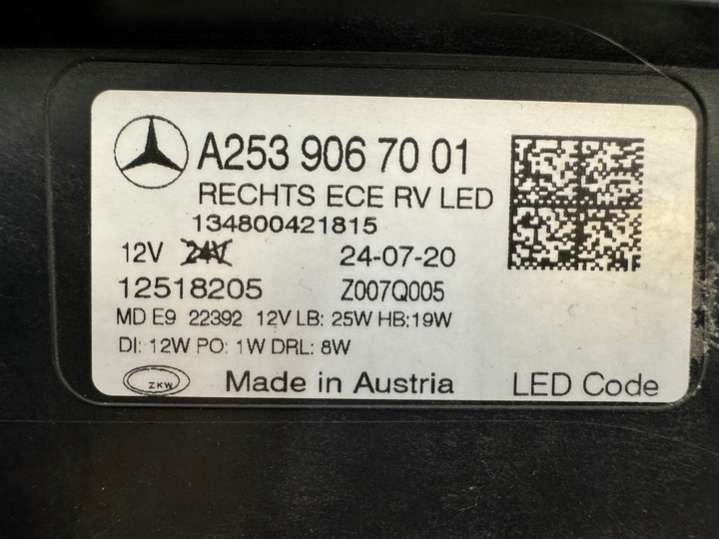 A253 906 70 01
RECHTS ECE RV LED
134800421815
12V 24V 24-07-20
12518205 Z007Q005
MD E9 22392 12V LB: 25W HB:19W
DI: 12W PO: 1W DRL: 8W
ZKW Made in Austria LED Code